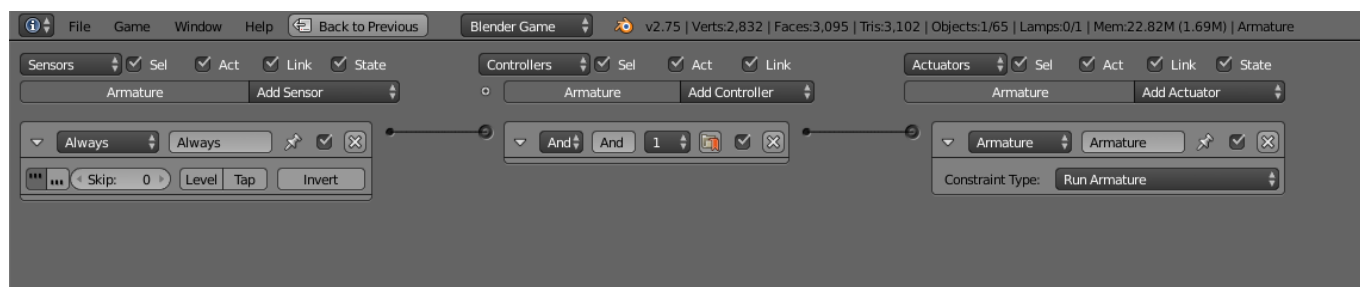 File Game Window Help Back to Previous Blender Game v2.75 | Verts:2,832 | Faces:3,095 | Tris:3,102 | Objects:1/65 | Lamps:0/1 | Mem:22.82M (1.69M) | Armature
Sensors Sel Act Link State Controllers Sel Act Link Actuators Sel Act Link State
Armature Add Sensor Armature Add Controller Armature Add Actuator
Always Always And And 1 Armature Armature
Skip: 0 Level Tap Invert Constraint Type: Run Armature